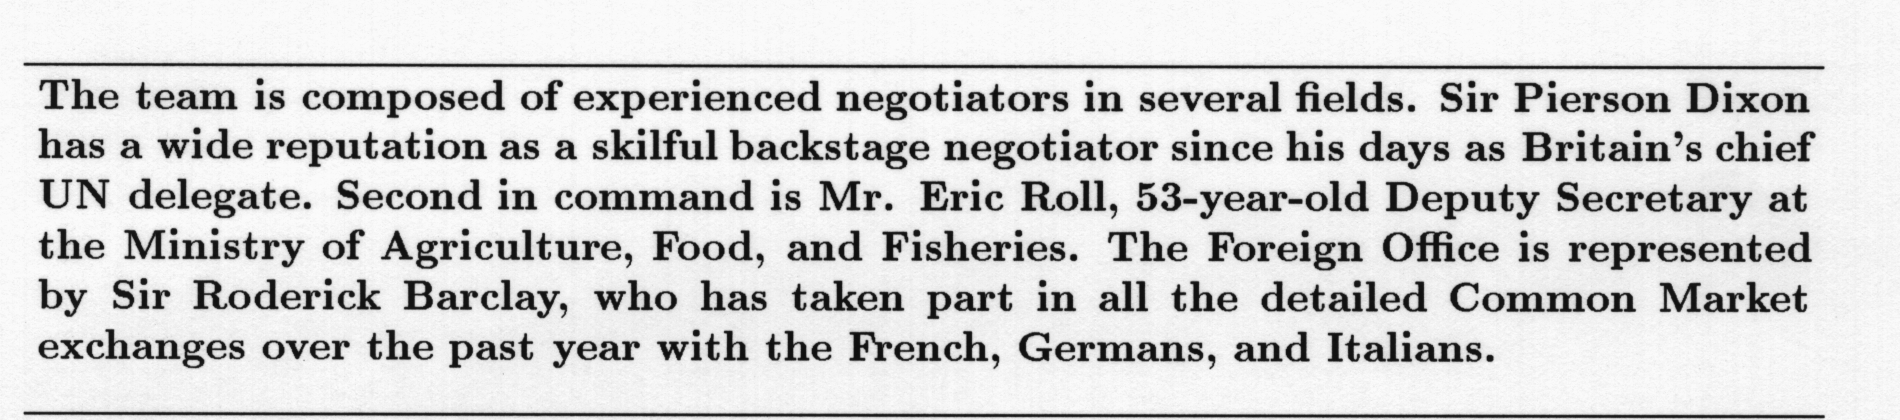 The team is composed of experienced negotiators in several fields. Sir Pierson Dixon
has a wide reputation as a skilful backstage negotiator since his days as Britain's chief
UN delegate. Second in command is Mr. Eric Roll, 53-year-old Deputy Secretary at
the Ministry of Agriculture, Food, and Fisheries. The Foreign Office is represented
by Sir Roderick Barclay, who has taken part in all the detailed Common Market
exchanges over the past year with the French, Germans, and Italians.